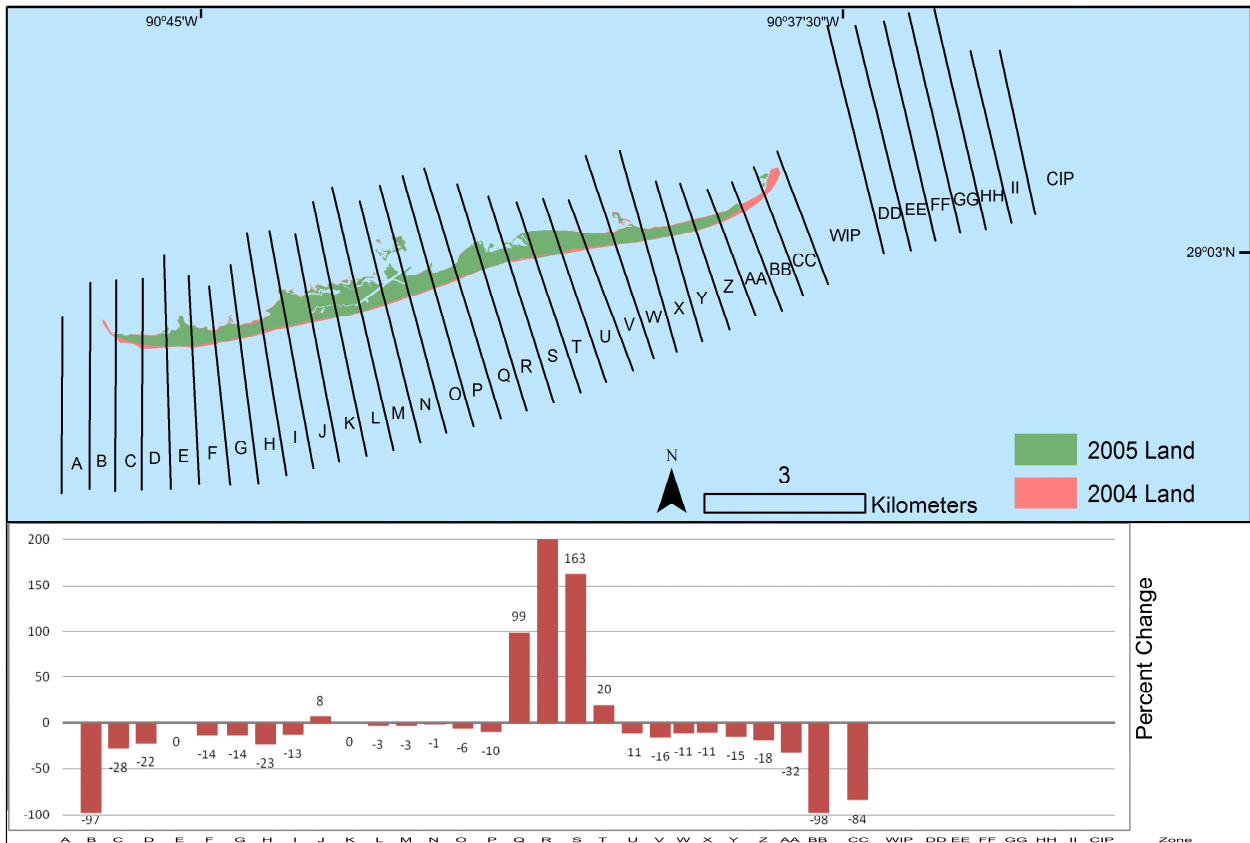 90°45'W
90°37'30"W
29°03'N
A B C D E F G H I J K L M N O P Q R S T U V W X Y Z AA BB CC WIP DD EE FF GG HH II CIP
N
3
Kilometers
2005 Land
2004 Land
200
150
100
50
0
-50
-100
-97 -28 -22 0 -14 -14 -23 -13 8 0 -3 -3 -1 -6 -10 99 163 20 11 -16 -11 -11 -15 -18 -32 -98 -84
Percent Change
A B C D E F G H I J K L M N O P Q R S T U V W X Y Z AA BB CC WIP DD EE FF GG HH II CIP Zone